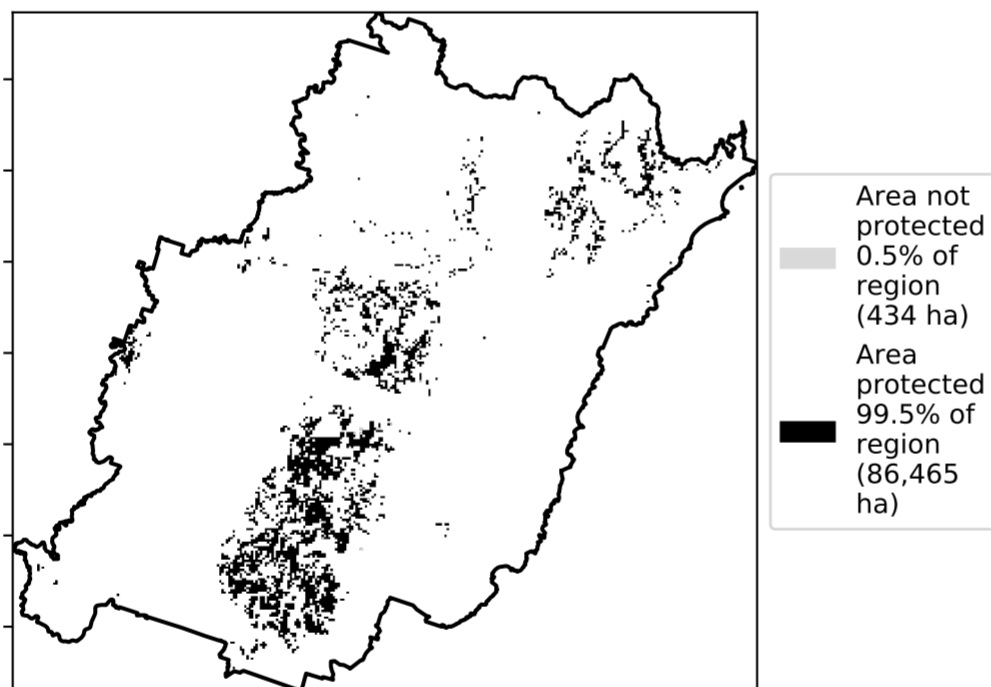 Area not
protected
0.5% of
region
(434 ha)
Area
protected
99.5% of
region
(86,465
ha)